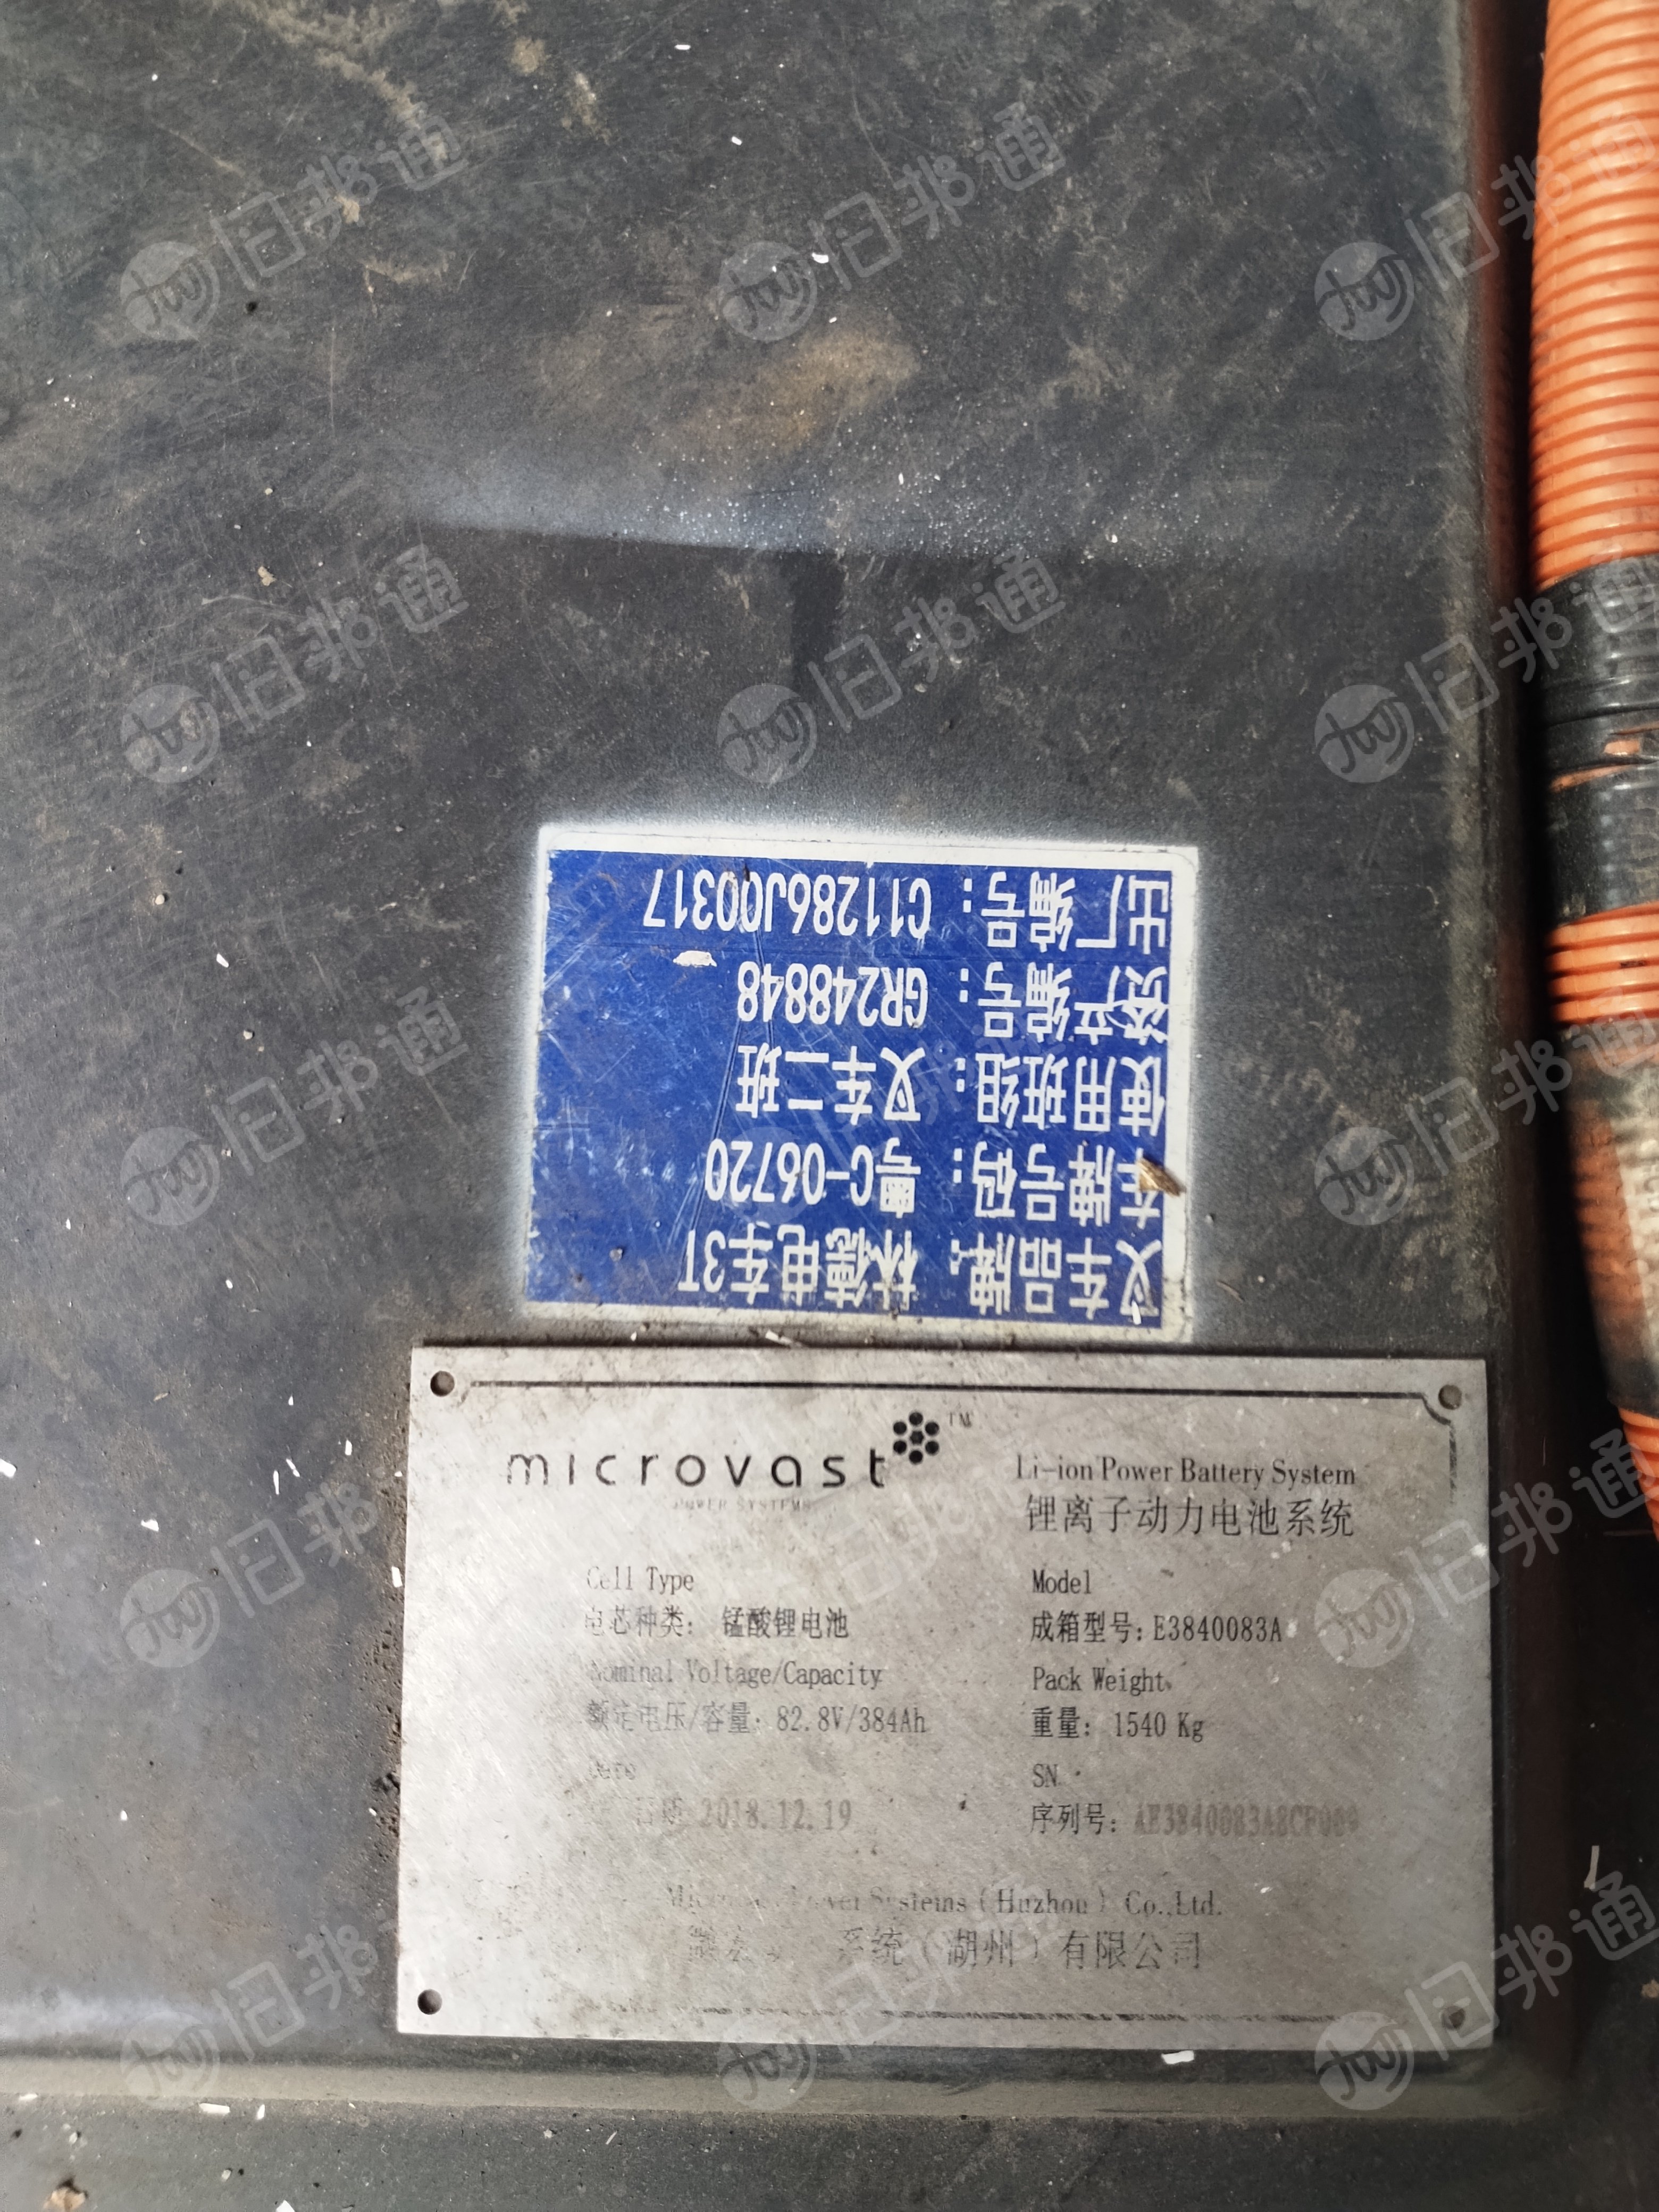 叉车品牌：林德电车3T
车牌号码：粤C-06720
使用班组：叉车二班
资产编号：GR248848
出厂编号：C11286J00317
microvast TM
POWER SYSTEMS
Li-ion Power Battery System
锂离子动力电池系统
Cell Type
电芯种类：锰酸锂电池
Nominal Voltage/Capacity
额定电压/容量：82.8V/384Ah
2018.12.19
Model
成箱型号：E3840083A
Pack Weight
重量：1540 Kg
SN
序列号：
Systems (Huzhou) Co.,Ltd.
系统（湖州）有限公司
旧邦通